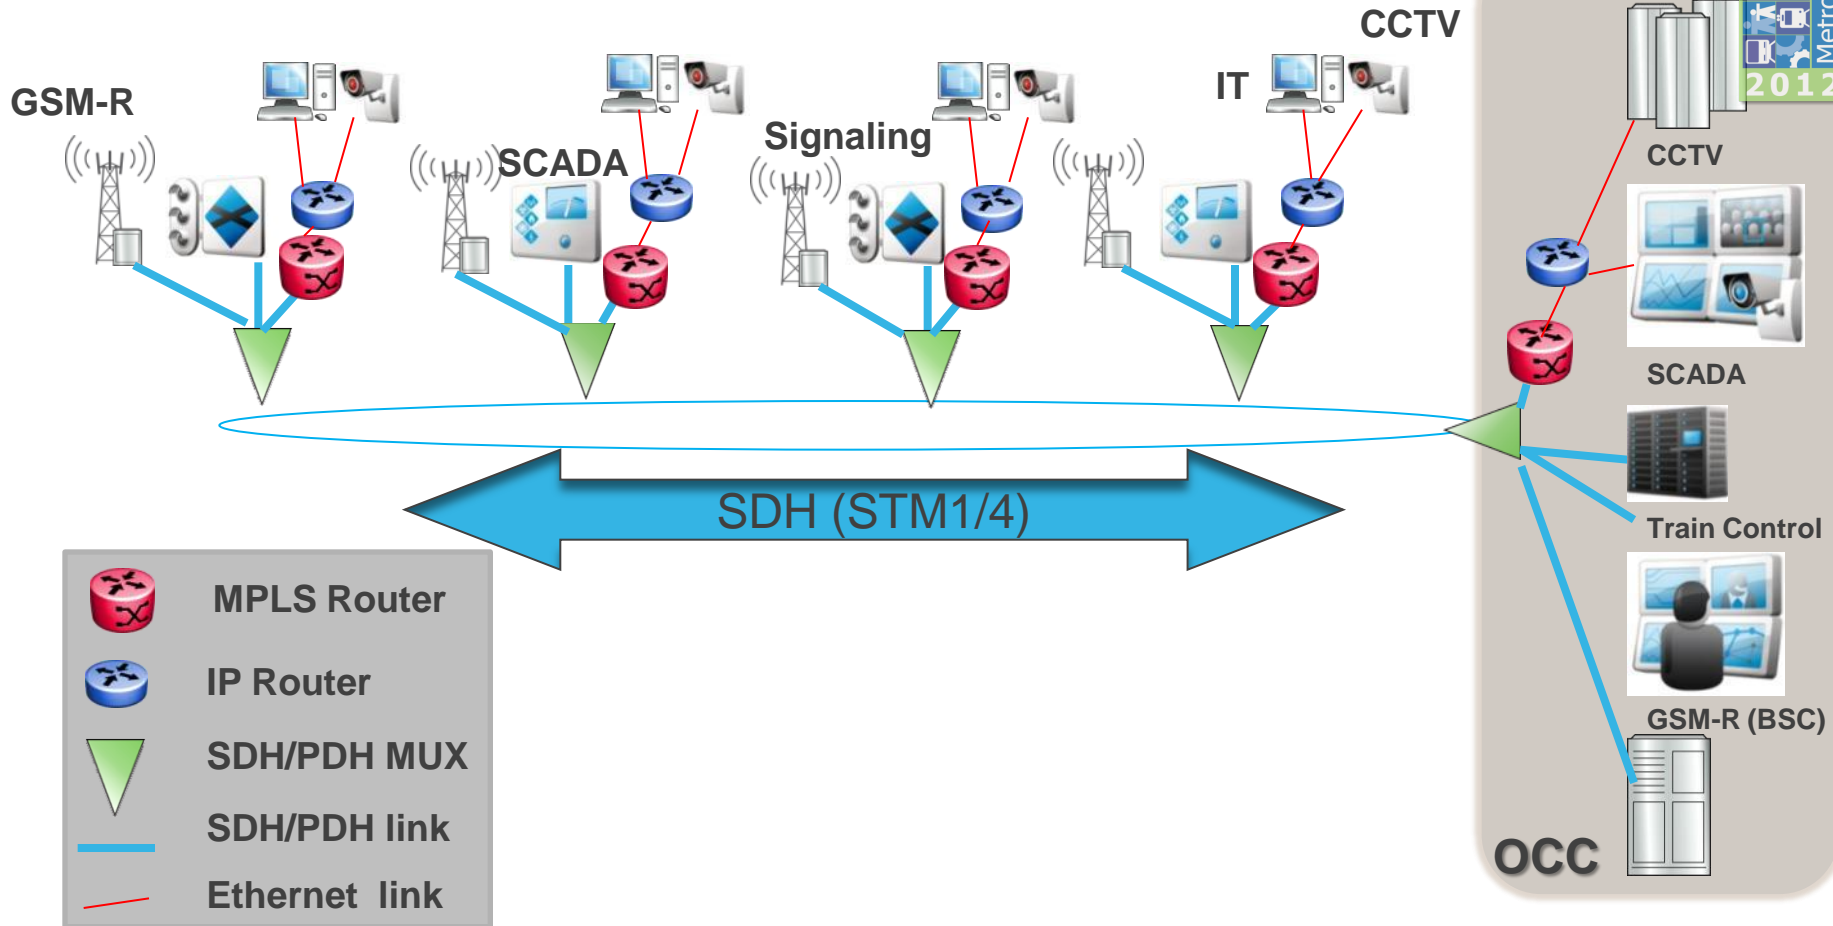 CCTV
IT
GSM-R
Signaling
SCADA
Metro
2012
CCTV
SCADA
SDH (STM1/4)
Train Control
MPLS Router
IP Router
GSM-R (BSC)
SDH/PDH MUX
SDH/PDH link
OCC
Ethernet link